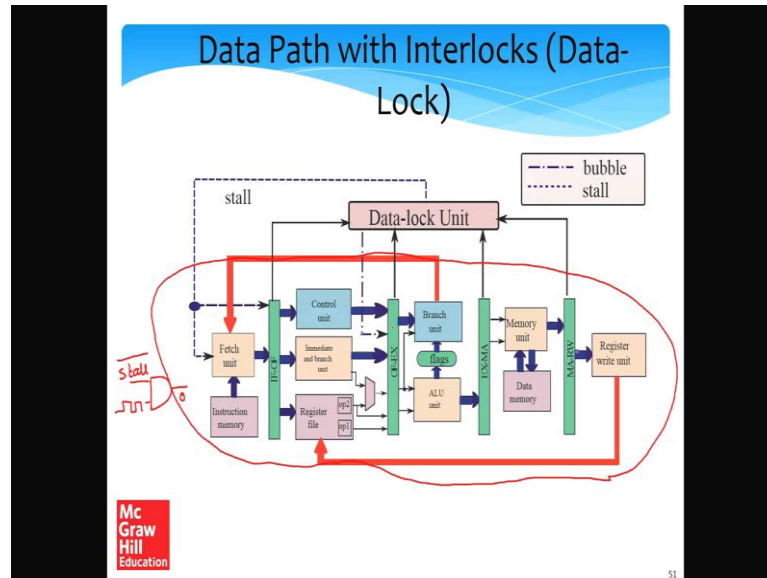 Data Path with Interlocks (Data-
Lock)
bubble
stall
stall
Data-lock Unit
Control
unit
Branch
unit
Fetch
unit
IF-OF
Immediate
and branch
unit
OF-EX
flags
EX-MA
Memory
unit
MA-RW
Register
write unit
Instruction
memory
Register
file
op2
op1
ALU
unit
Data
memory
stall
0
Mc
Graw
Hill
Education
51